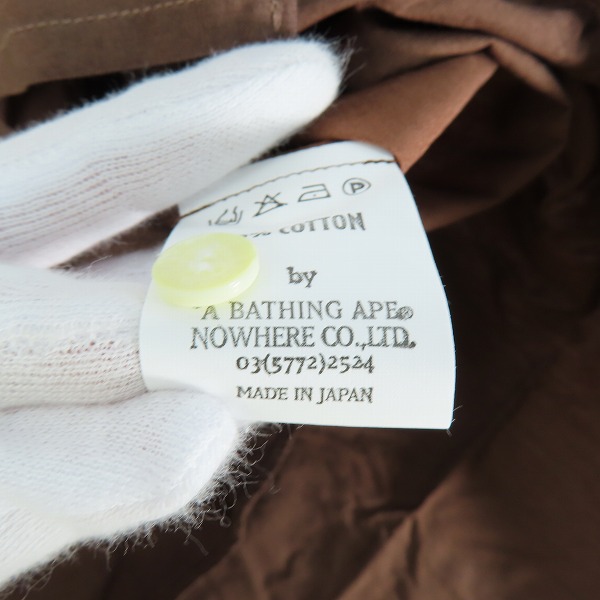 P
% COTTON
by
"A BATHING APE®
NOWHERE CO.,LTD.
03(5772)2524
MADE IN JAPAN